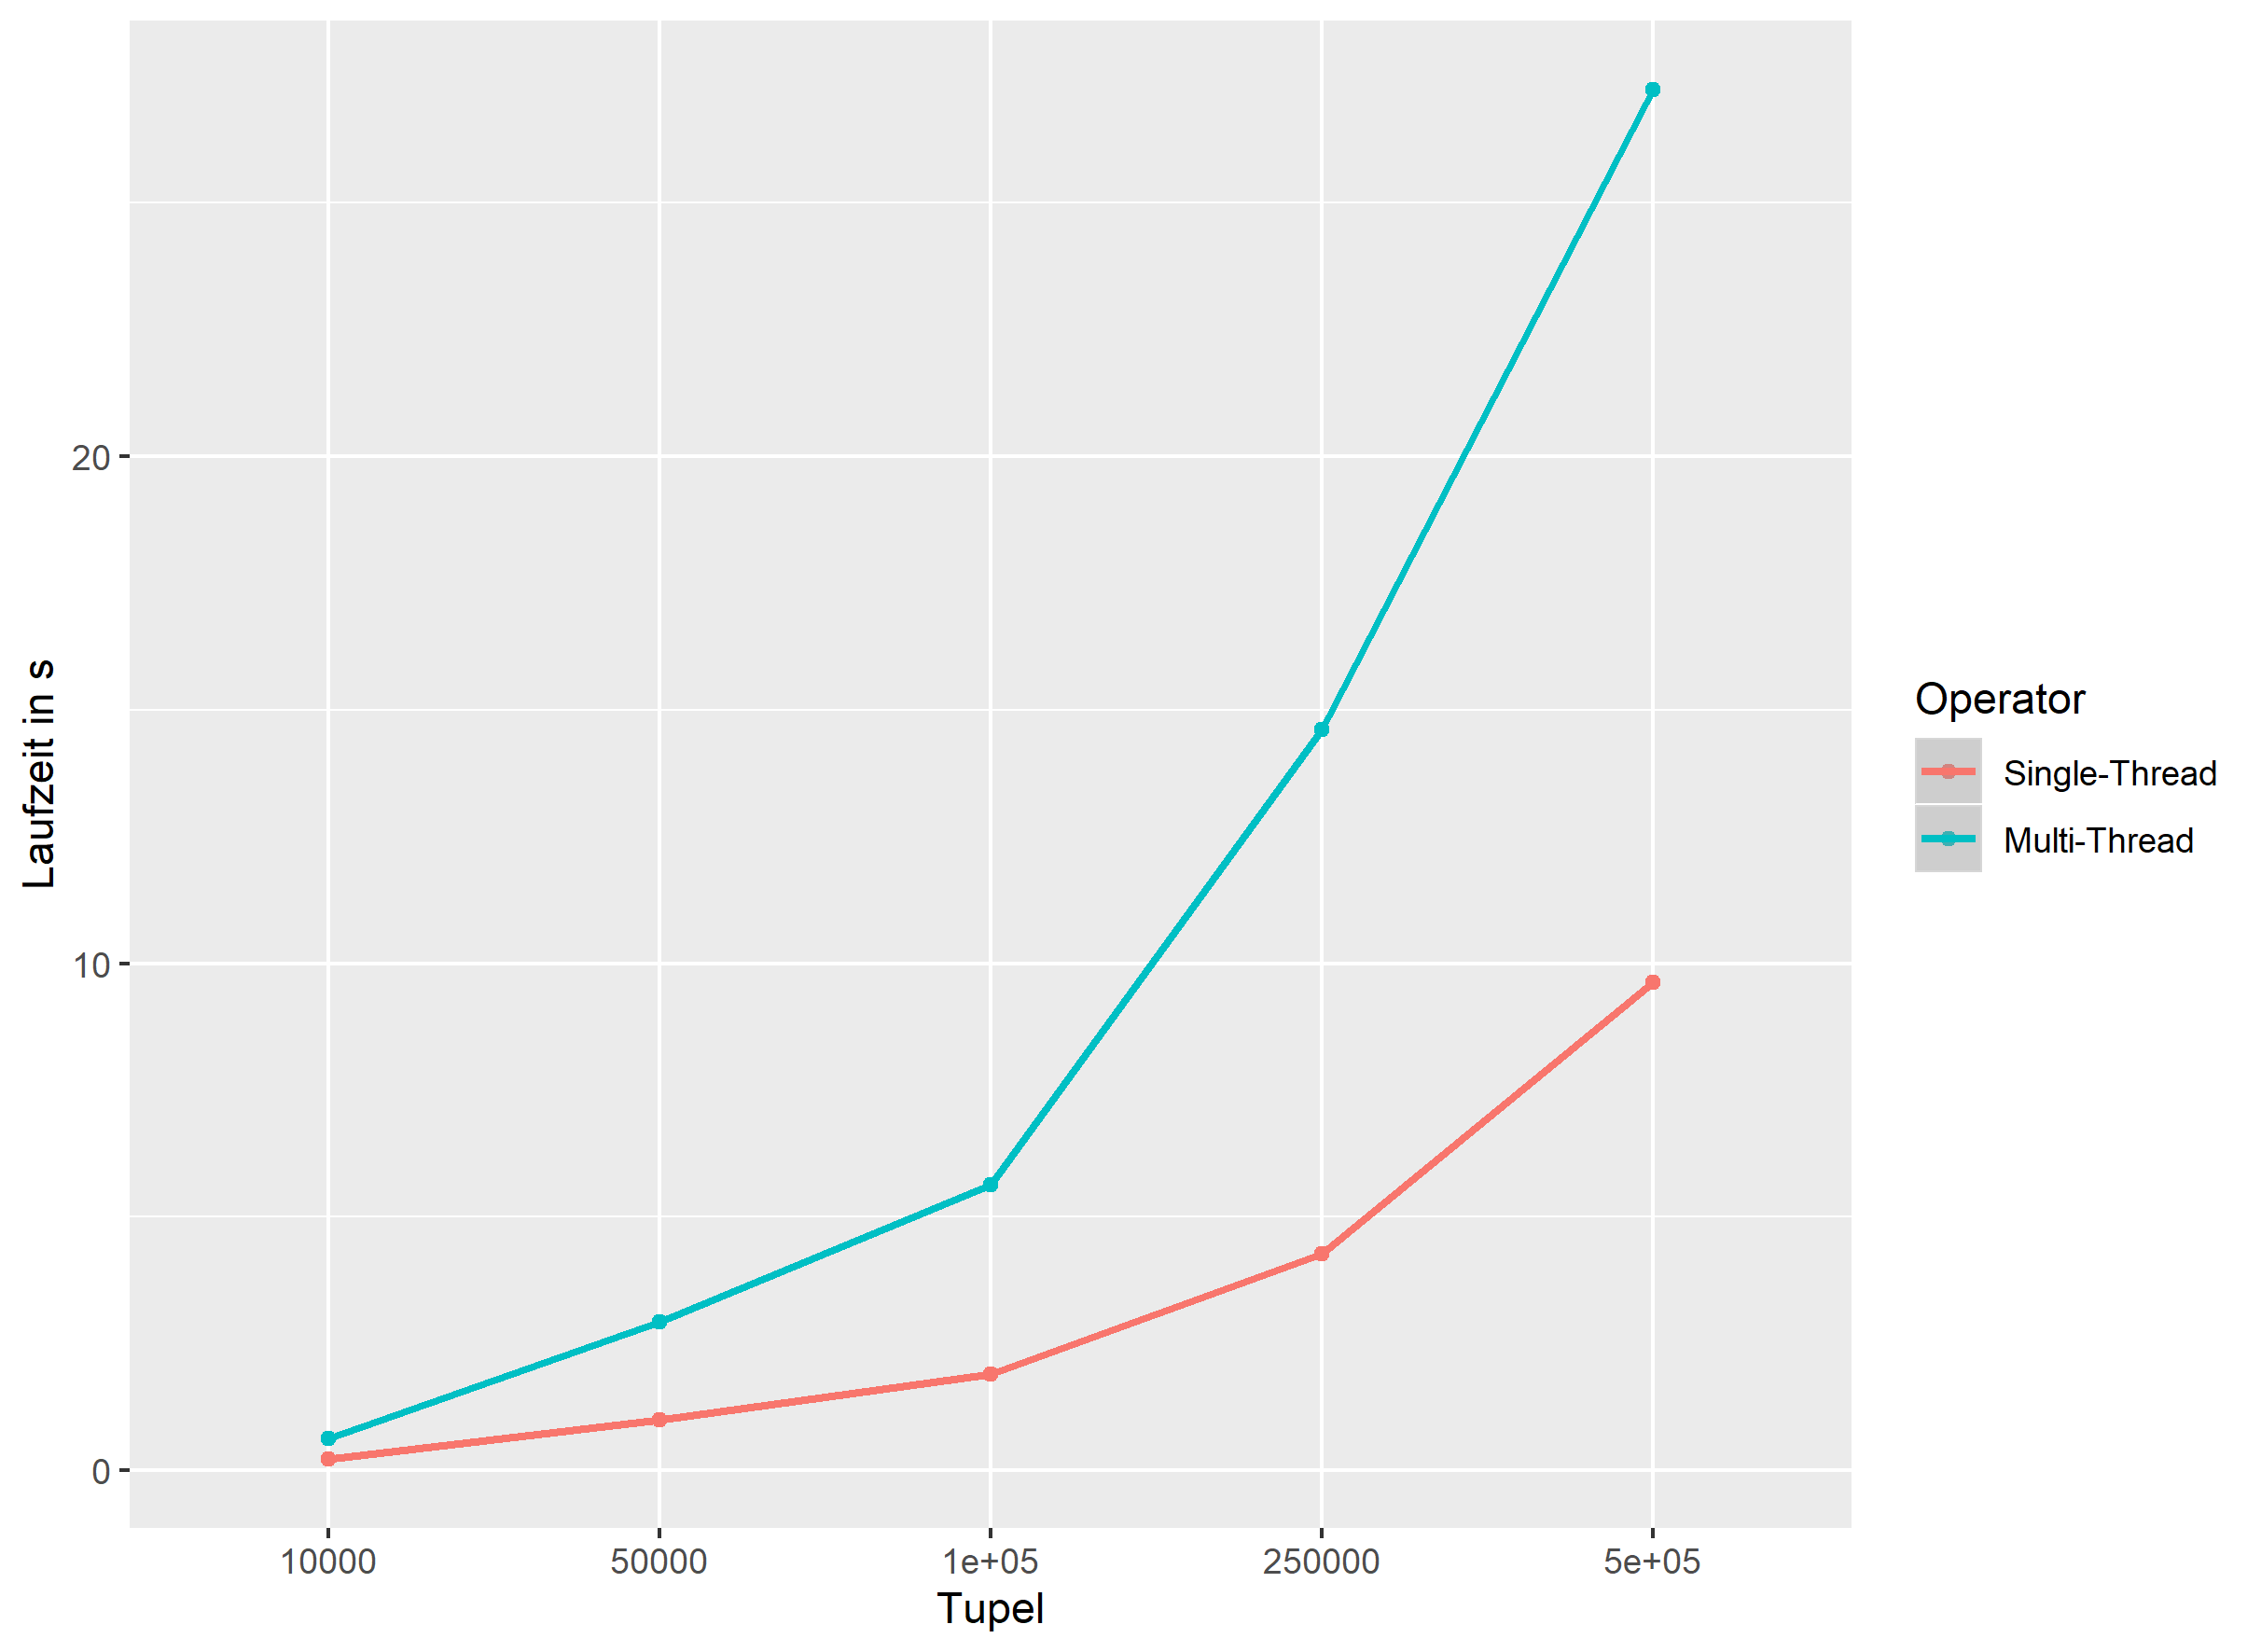 Laufzeit in s
20
10
0
10000
50000
1e+05
250000
5e+05
Tupel
Operator
Single-Thread
Multi-Thread